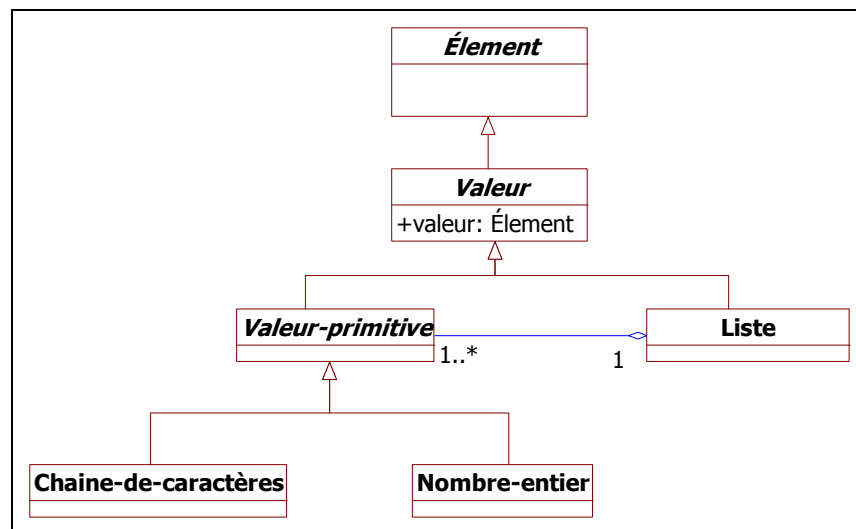 Élement
Valeur
+valeur: Élement
Valeur-primitive
Liste
1..*
1
Chaine-de-caractères
Nombre-entier